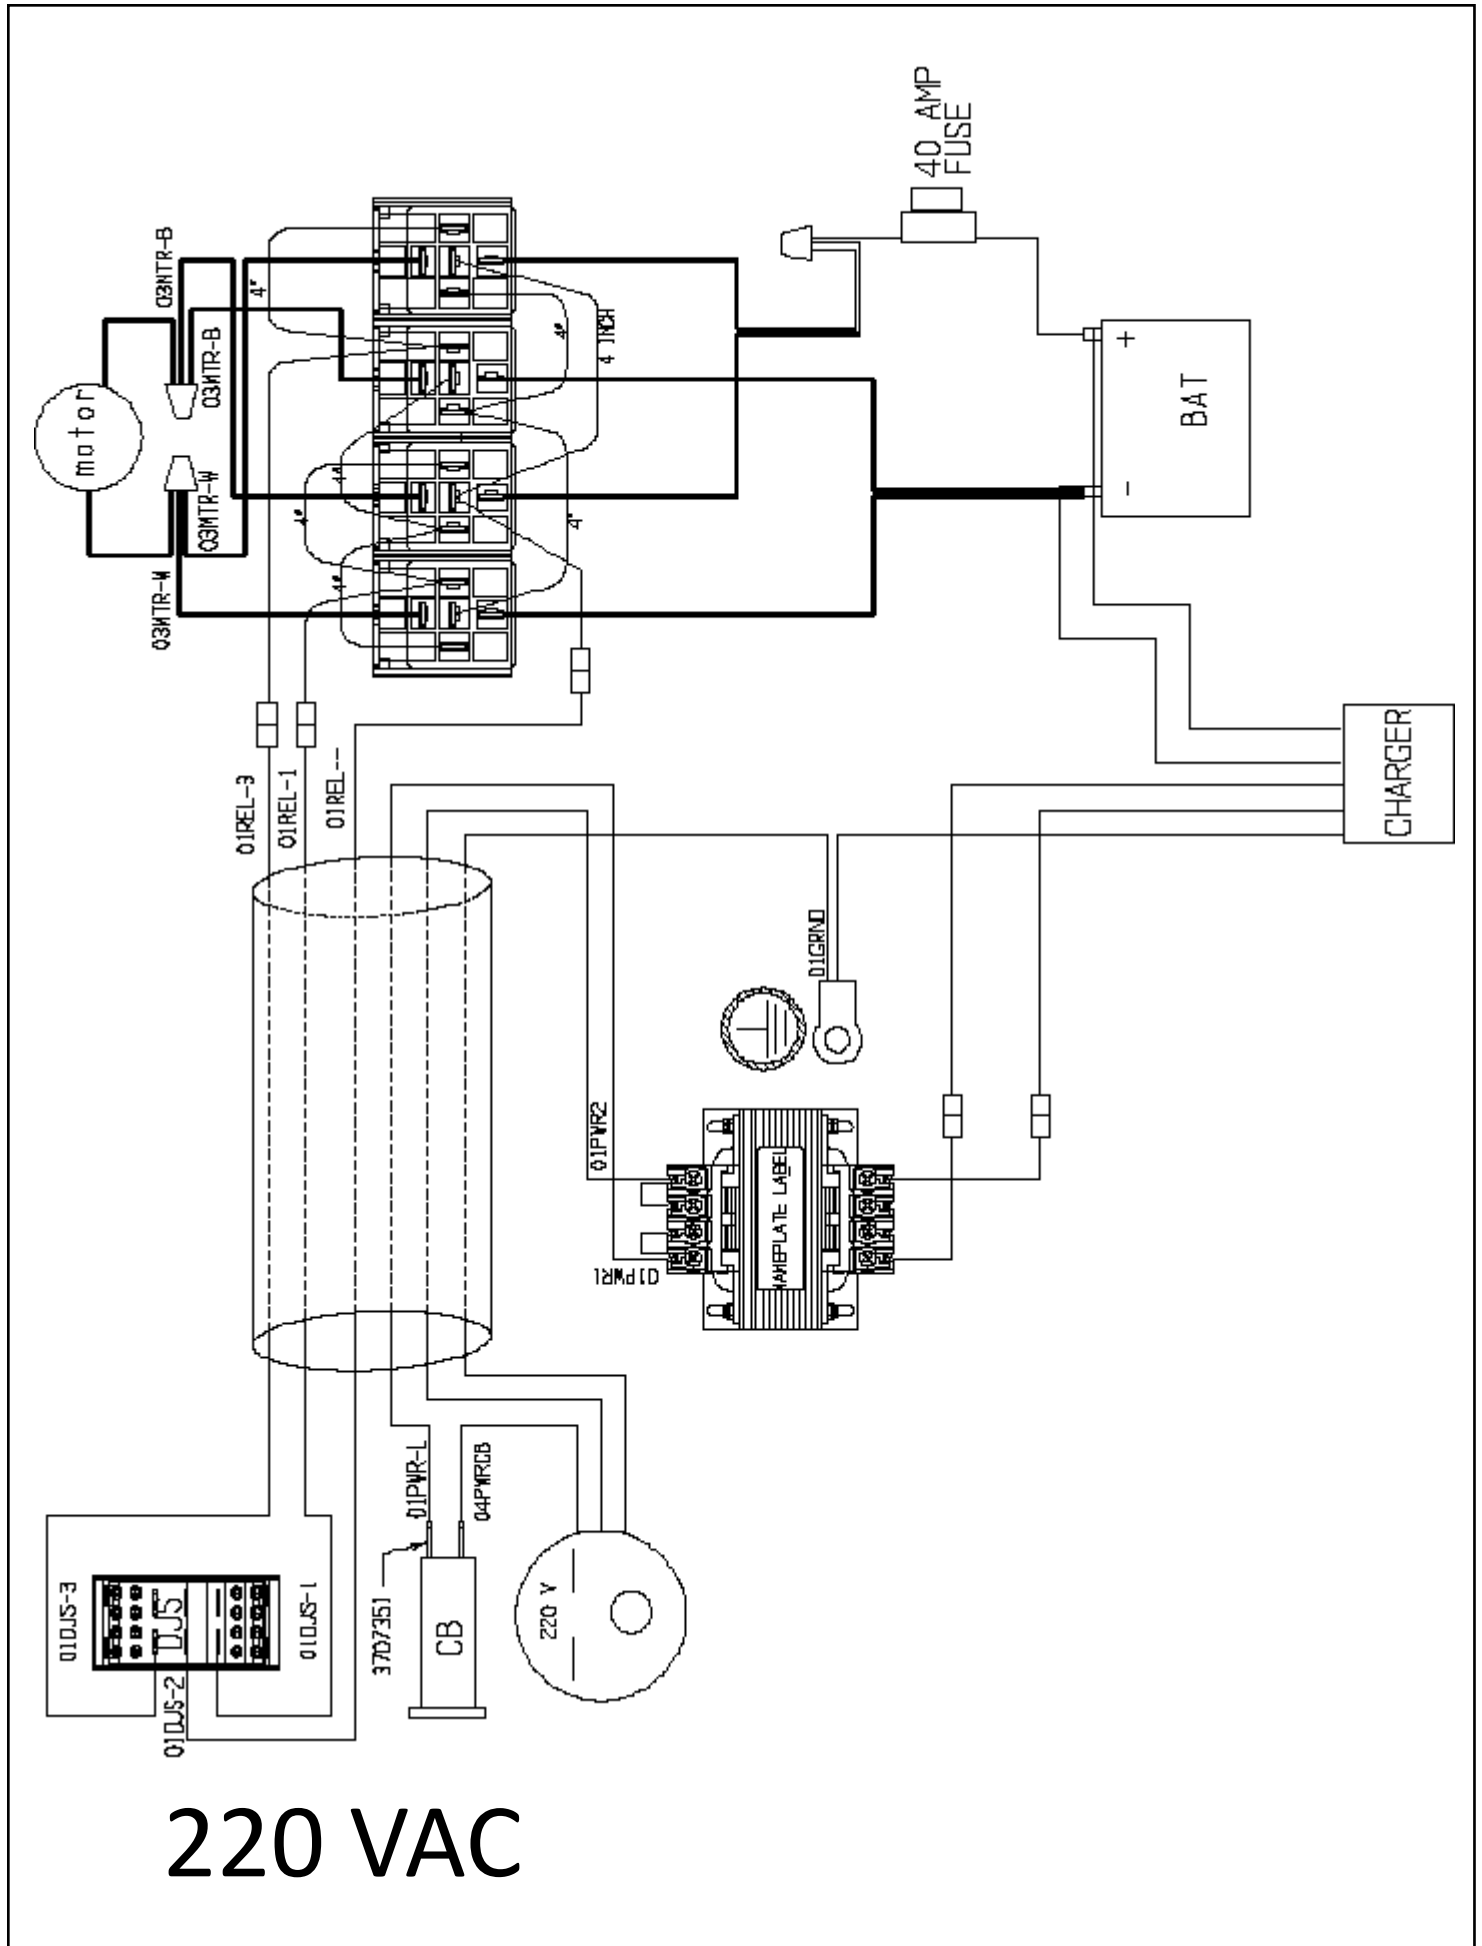 40 AMP
FUSE
03MTR-B
4"
03MTR-B
4"
4 INCH
motor
+
BAT
-
03MTR-W
4"
4"
4"
03MTR-W
4"
01REL-3
01REL-1
01REL--
CHARGER
01GRND
01PWR2
NAMEPLATE LABEL
01PWR1
01PWR-L
04PWRCB
37D7351
01DJS-3
DJS
01DJS-1
01DJS-2
CB
220 V
220 VAC